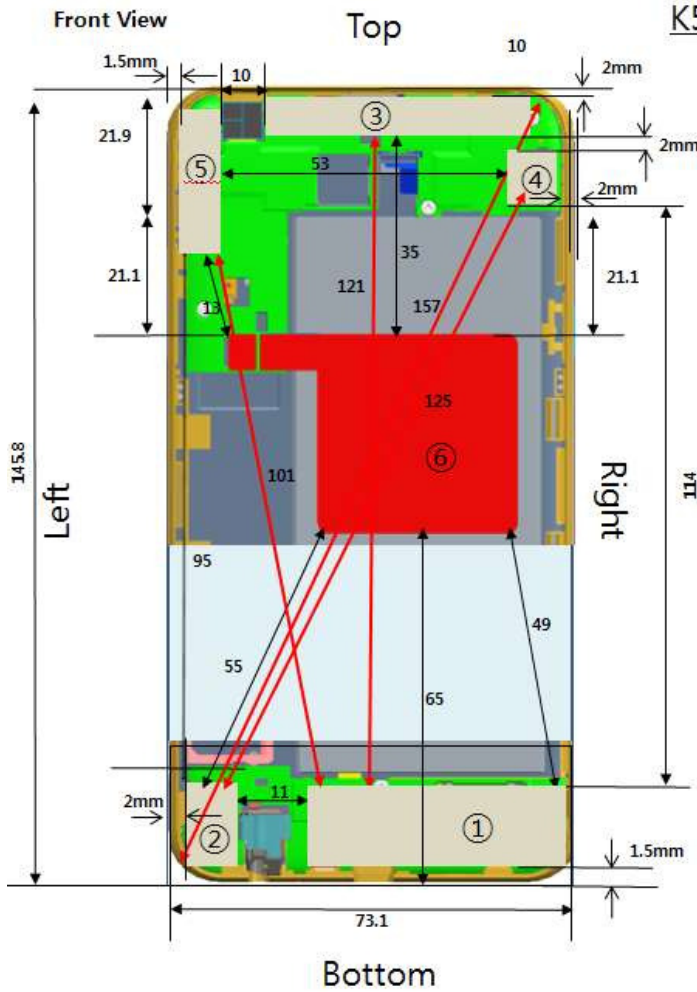 Front View
Top
K5
1.5mm
10
10
2mm
21.9
③
⑤
53
④
2mm
2mm
35
21.1
121
157
21.1
13
125
⑥
145.8
Left
101
Right
114
95
49
55
65
11
2mm
②
①
1.5mm
73.1
Bottom